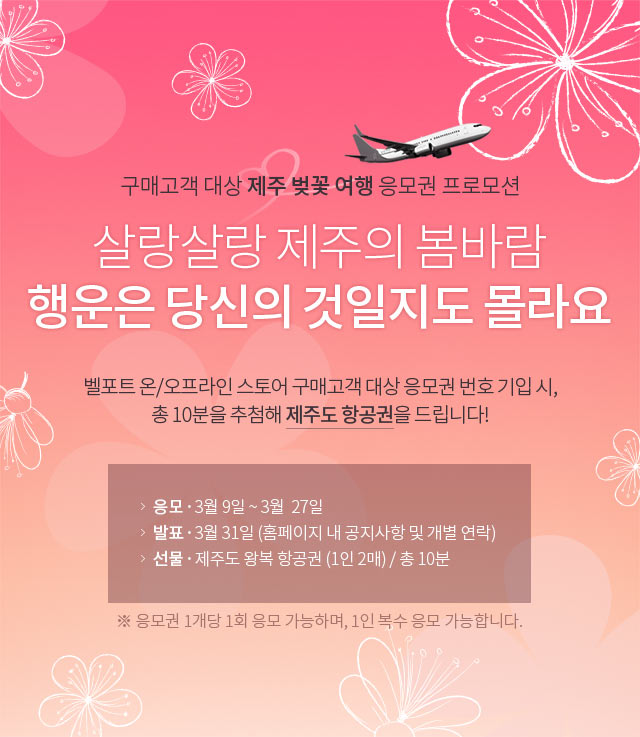 구매고객 대상 제주 벚꽃 여행 응모권 프로모션
살랑살랑 제주의 봄바람
행운은 당신의 것일지도 몰라요
벨포트 온/오프라인 스토어 구매고객 대상 응모권 번호 기입 시,
총 10분을 추첨해 제주도 항공권을 드립니다!
> 응모 · 3월 9일 ~ 3월 27일
> 발표 · 3월 31일 (홈페이지 내 공지사항 및 개별 연락)
> 선물 · 제주도 왕복 항공권 (1인 2매) / 총 10분
※ 응모권 1개당 1회 응모 가능하며, 1인 복수 응모 가능합니다.